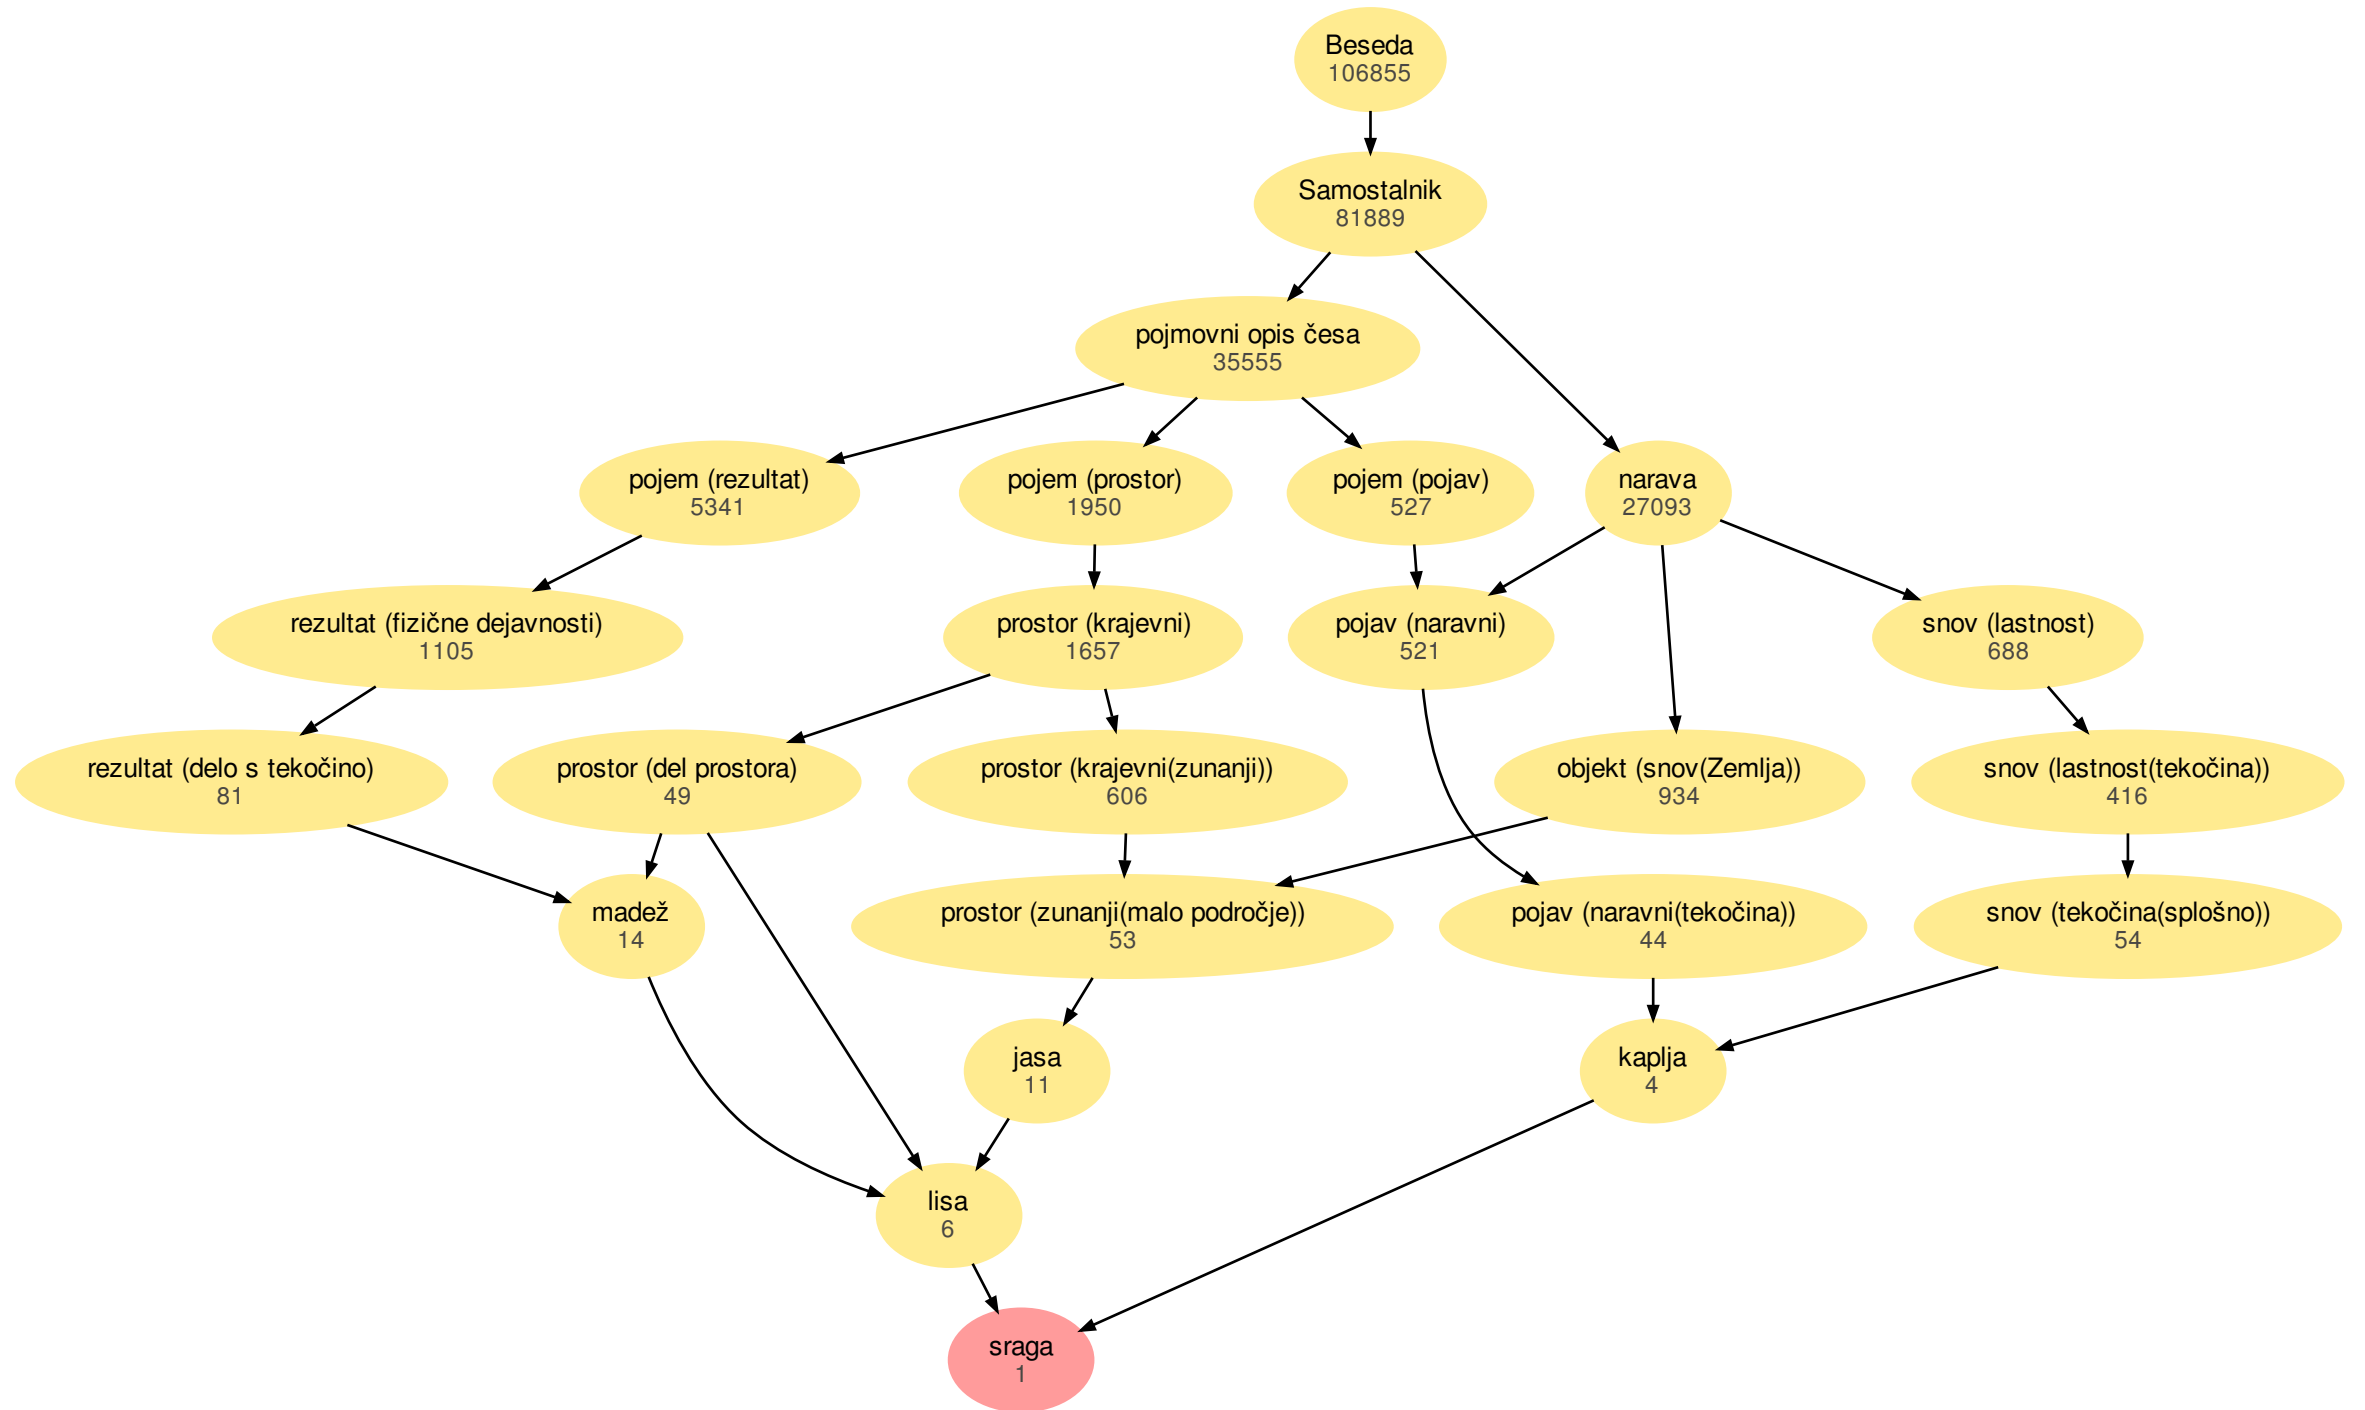 Beseda
106855
Samostalnik
81889
pojmovni opis česa
35555
pojem (rezultat)
5341
pojem (prostor)
1950
pojem (pojav)
527
narava
27093
rezultat (fizične dejavnosti)
1105
prostor (krajevni)
1657
pojav (naravni)
521
snov (lastnost)
688
rezultat (delo s tekočino)
81
prostor (del prostora)
49
prostor (krajevni(zunanji))
606
objekt (snov(Zemlja))
934
snov (lastnost(tekočina))
416
madež
14
prostor (zunanji(malo področje))
53
pojav (naravni(tekočina))
44
snov (tekočina(splošno))
54
jasa
11
kaplja
4
lisa
6
sraga
1